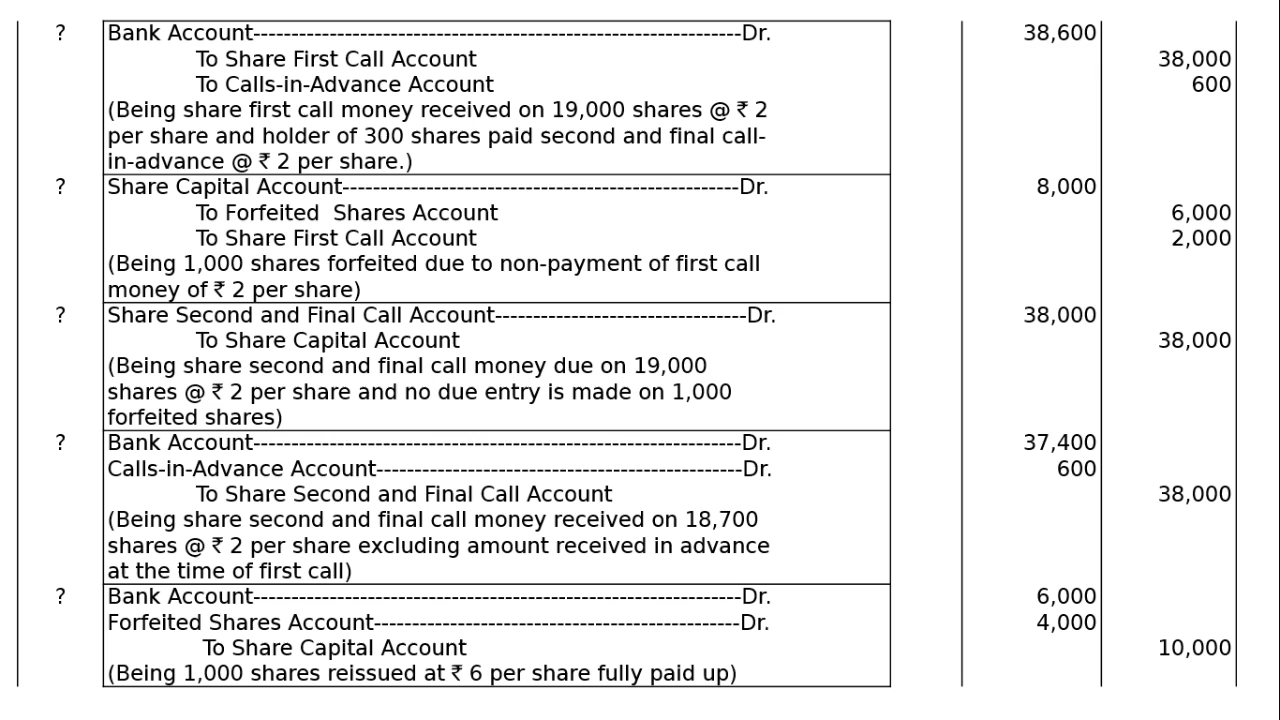 ? Bank Account----------------------------------------------------------------Dr. 38,600
To Share First Call Account 38,000
To Calls-in-Advance Account 600
(Being share first call money received on 19,000 shares @ ₹ 2
per share and holder of 300 shares paid second and final call-
in-advance @ ₹ 2 per share.)
? Share Capital Account----------------------------------------------------Dr. 8,000
To Forfeited Shares Account 6,000
To Share First Call Account 2,000
(Being 1,000 shares forfeited due to non-payment of first call
money of ₹ 2 per share)
? Share Second and Final Call Account---------------------------------Dr. 38,000
To Share Capital Account 38,000
(Being share second and final call money due on 19,000
shares @ ₹ 2 per share and no due entry is made on 1,000
forfeited shares)
? Bank Account----------------------------------------------------------------Dr. 37,400
Calls-in-Advance Account------------------------------------------------Dr. 600
To Share Second and Final Call Account 38,000
(Being share second and final call money received on 18,700
shares @ ₹ 2 per share excluding amount received in advance
at the time of first call)
? Bank Account----------------------------------------------------------------Dr. 6,000
Forfeited Shares Account------------------------------------------------Dr. 4,000
To Share Capital Account 10,000
(Being 1,000 shares reissued at ₹ 6 per share fully paid up)